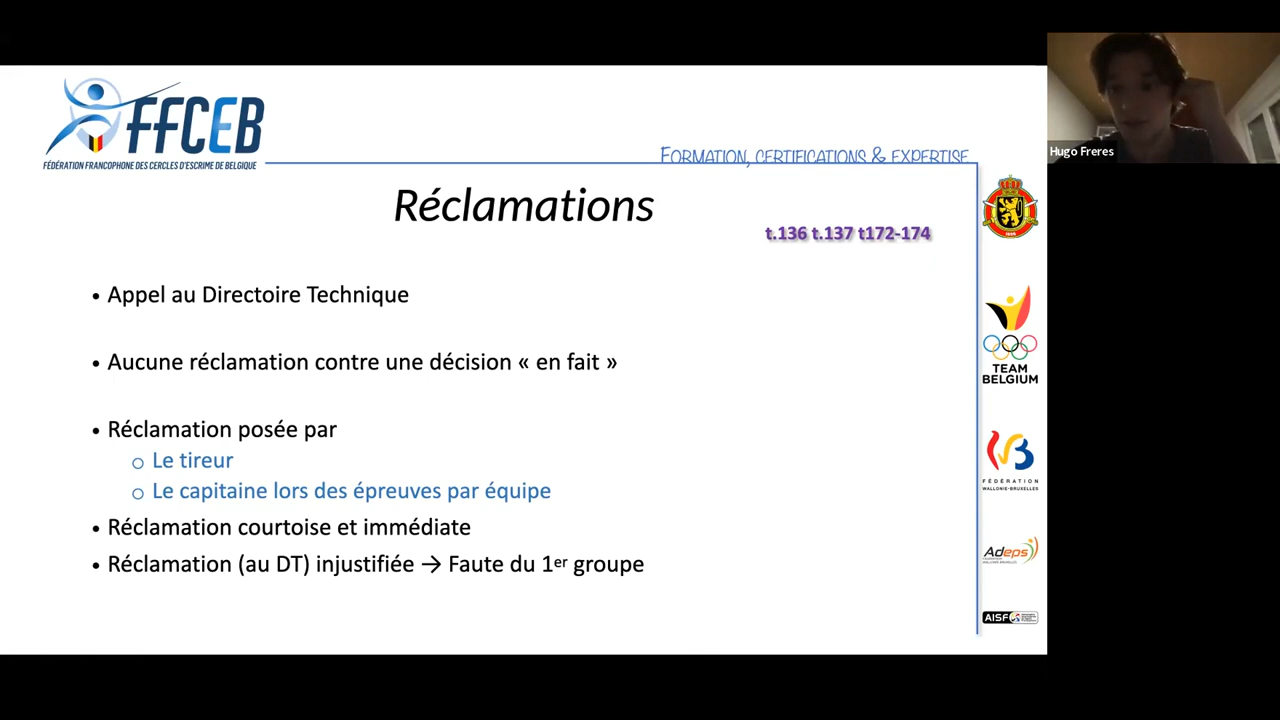 FFCEB
FÉDÉRATION FRANCOPHONE DES CERCLES D'ESCRIME DE BELGIQUE
FORMATION, CERTIFICATIONS & EXPERTISE
Hugo Freres
Réclamations
t.136 t.137 t172-174
• Appel au Directoire Technique
• Aucune réclamation contre une décision « en fait »
• Réclamation posée par
o Le tireur
o Le capitaine lors des épreuves par équipe
• Réclamation courtoise et immédiate
• Réclamation (au DT) injustifiée → Faute du 1er groupe
TEAM
BELGIUM
FÉDÉRATION
WALLONIE-BRUXELLES
Adeps
AISF